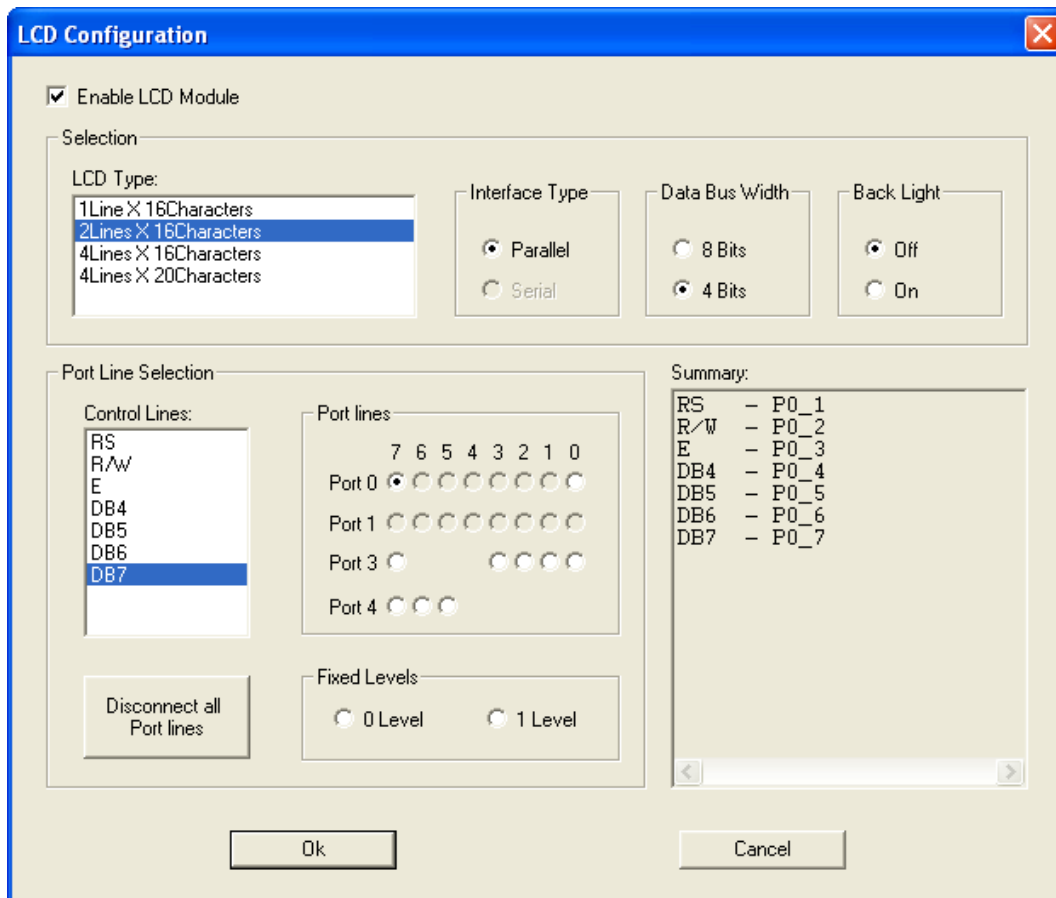 LCD Configuration
Enable LCD Module
Selection
LCD Type:
1Line X 16Characters
2Lines X 16Characters
4Lines X 16Characters
4Lines X 20Characters
Interface Type
Parallel
Serial
Data Bus Width
8 Bits
4 Bits
Back Light
Off
On
Port Line Selection
Control Lines:
RS
R/W
E
DB4
DB5
DB6
DB7
Disconnect all
Port lines
Port lines
7 6 5 4 3 2 1 0
Port 0
Port 1
Port 3
Port 4
Fixed Levels
0 Level
1 Level
Summary:
RS - P0_1
R/W - P0_2
E - P0_3
DB4 - P0_4
DB5 - P0_5
DB6 - P0_6
DB7 - P0_7
Ok
Cancel